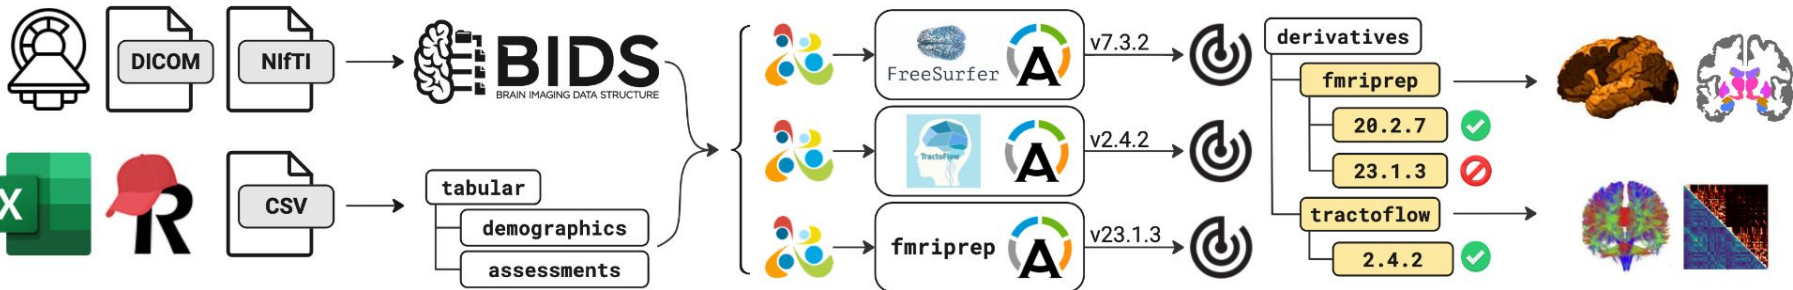 DICOM
NIfTI
BIDS
BRAIN IMAGING DATA STRUCTURE
X
R
CSV
tabular
demographics
assessments
FreeSurfer
A
v7.3.2
TractoFlow
A
v2.4.2
fmriprep
A
v23.1.3
derivatives
fmriprep
20.2.7
23.1.3
tractoflow
2.4.2